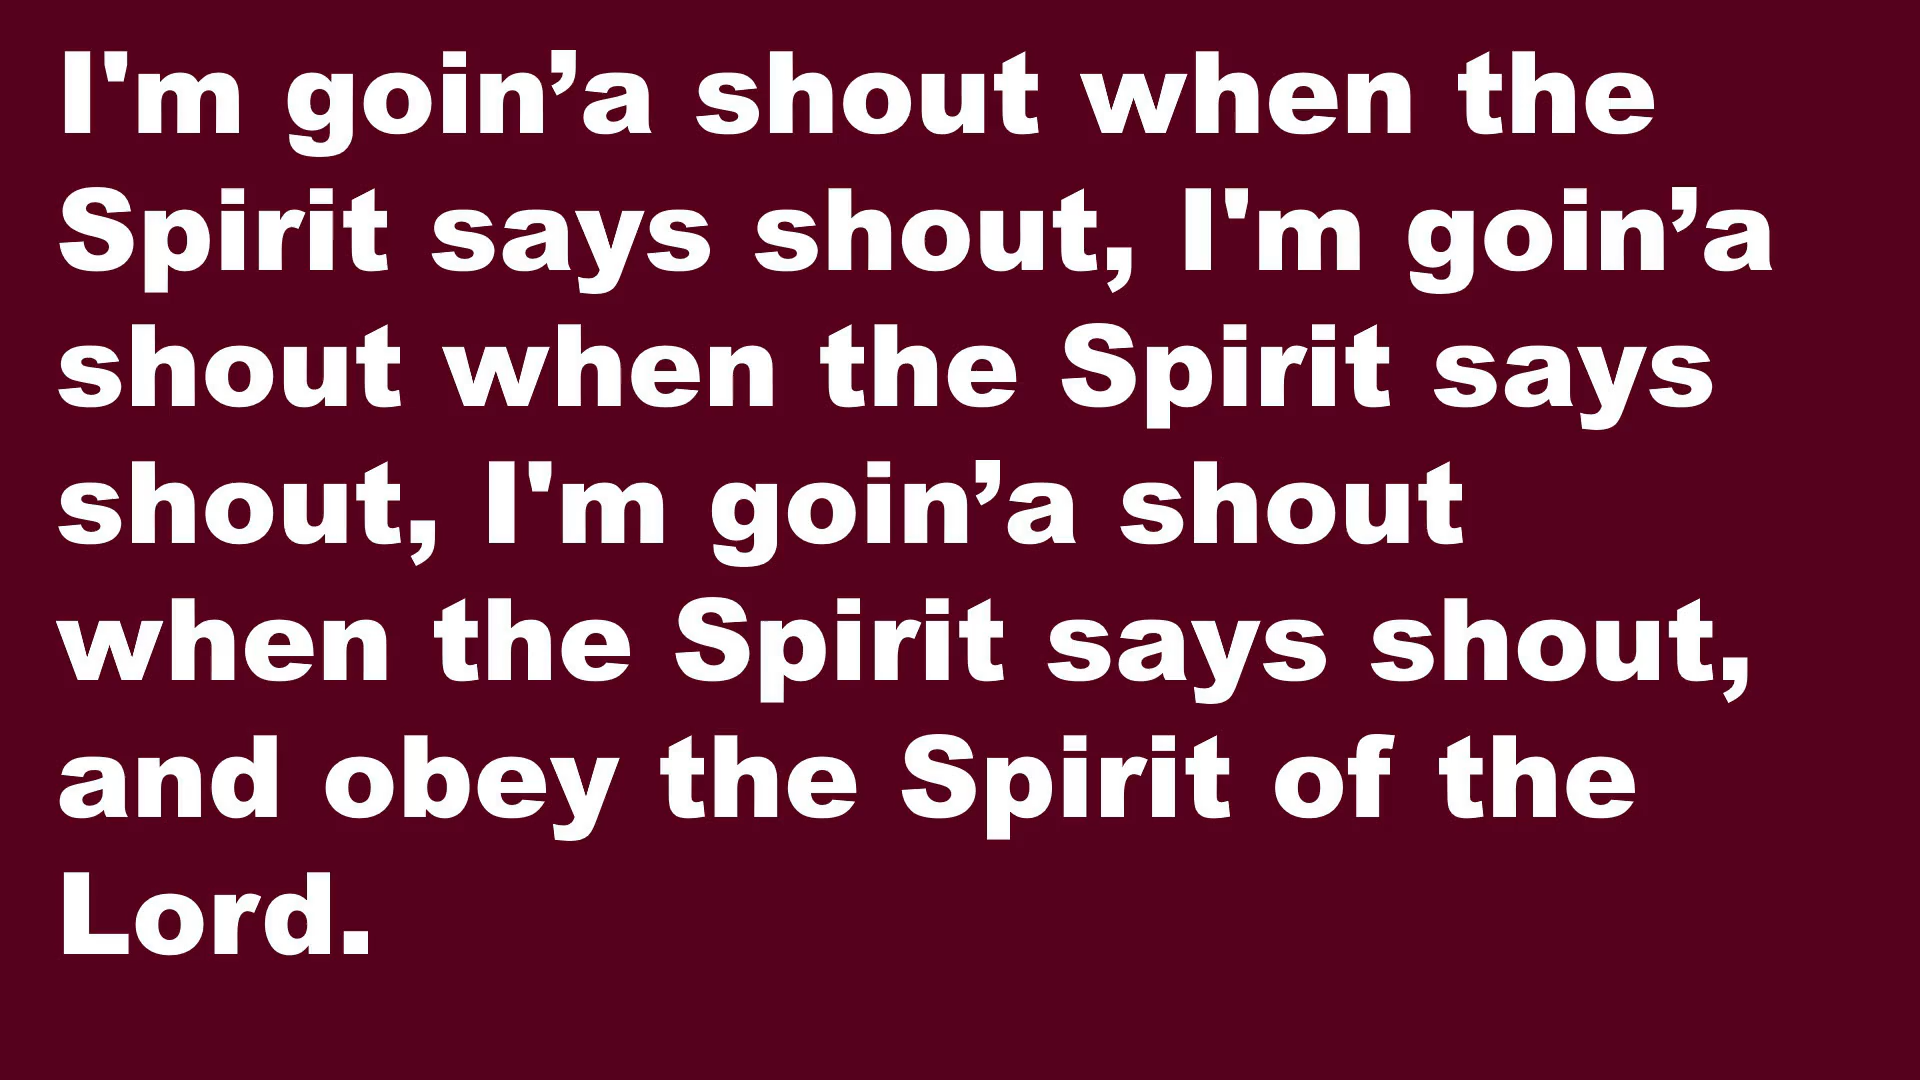 I'm goin’a shout when the
Spirit says shout, I'm goin’a
shout when the Spirit says
shout, I'm goin’a shout
when the Spirit says shout,
and obey the Spirit of the
Lord.